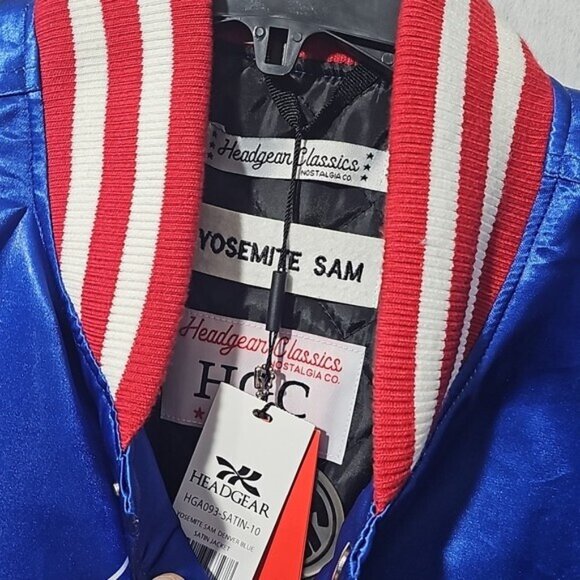 Headgear Classics
NOSTALGIA CO.
YOSEMITE SAM
Headgear Classics
NOSTALGIA CO.
HGC
HEADGEAR
HGA093-SATIN-10
YOSEMITE SAM DENVER BLUE
SATIN JACKET